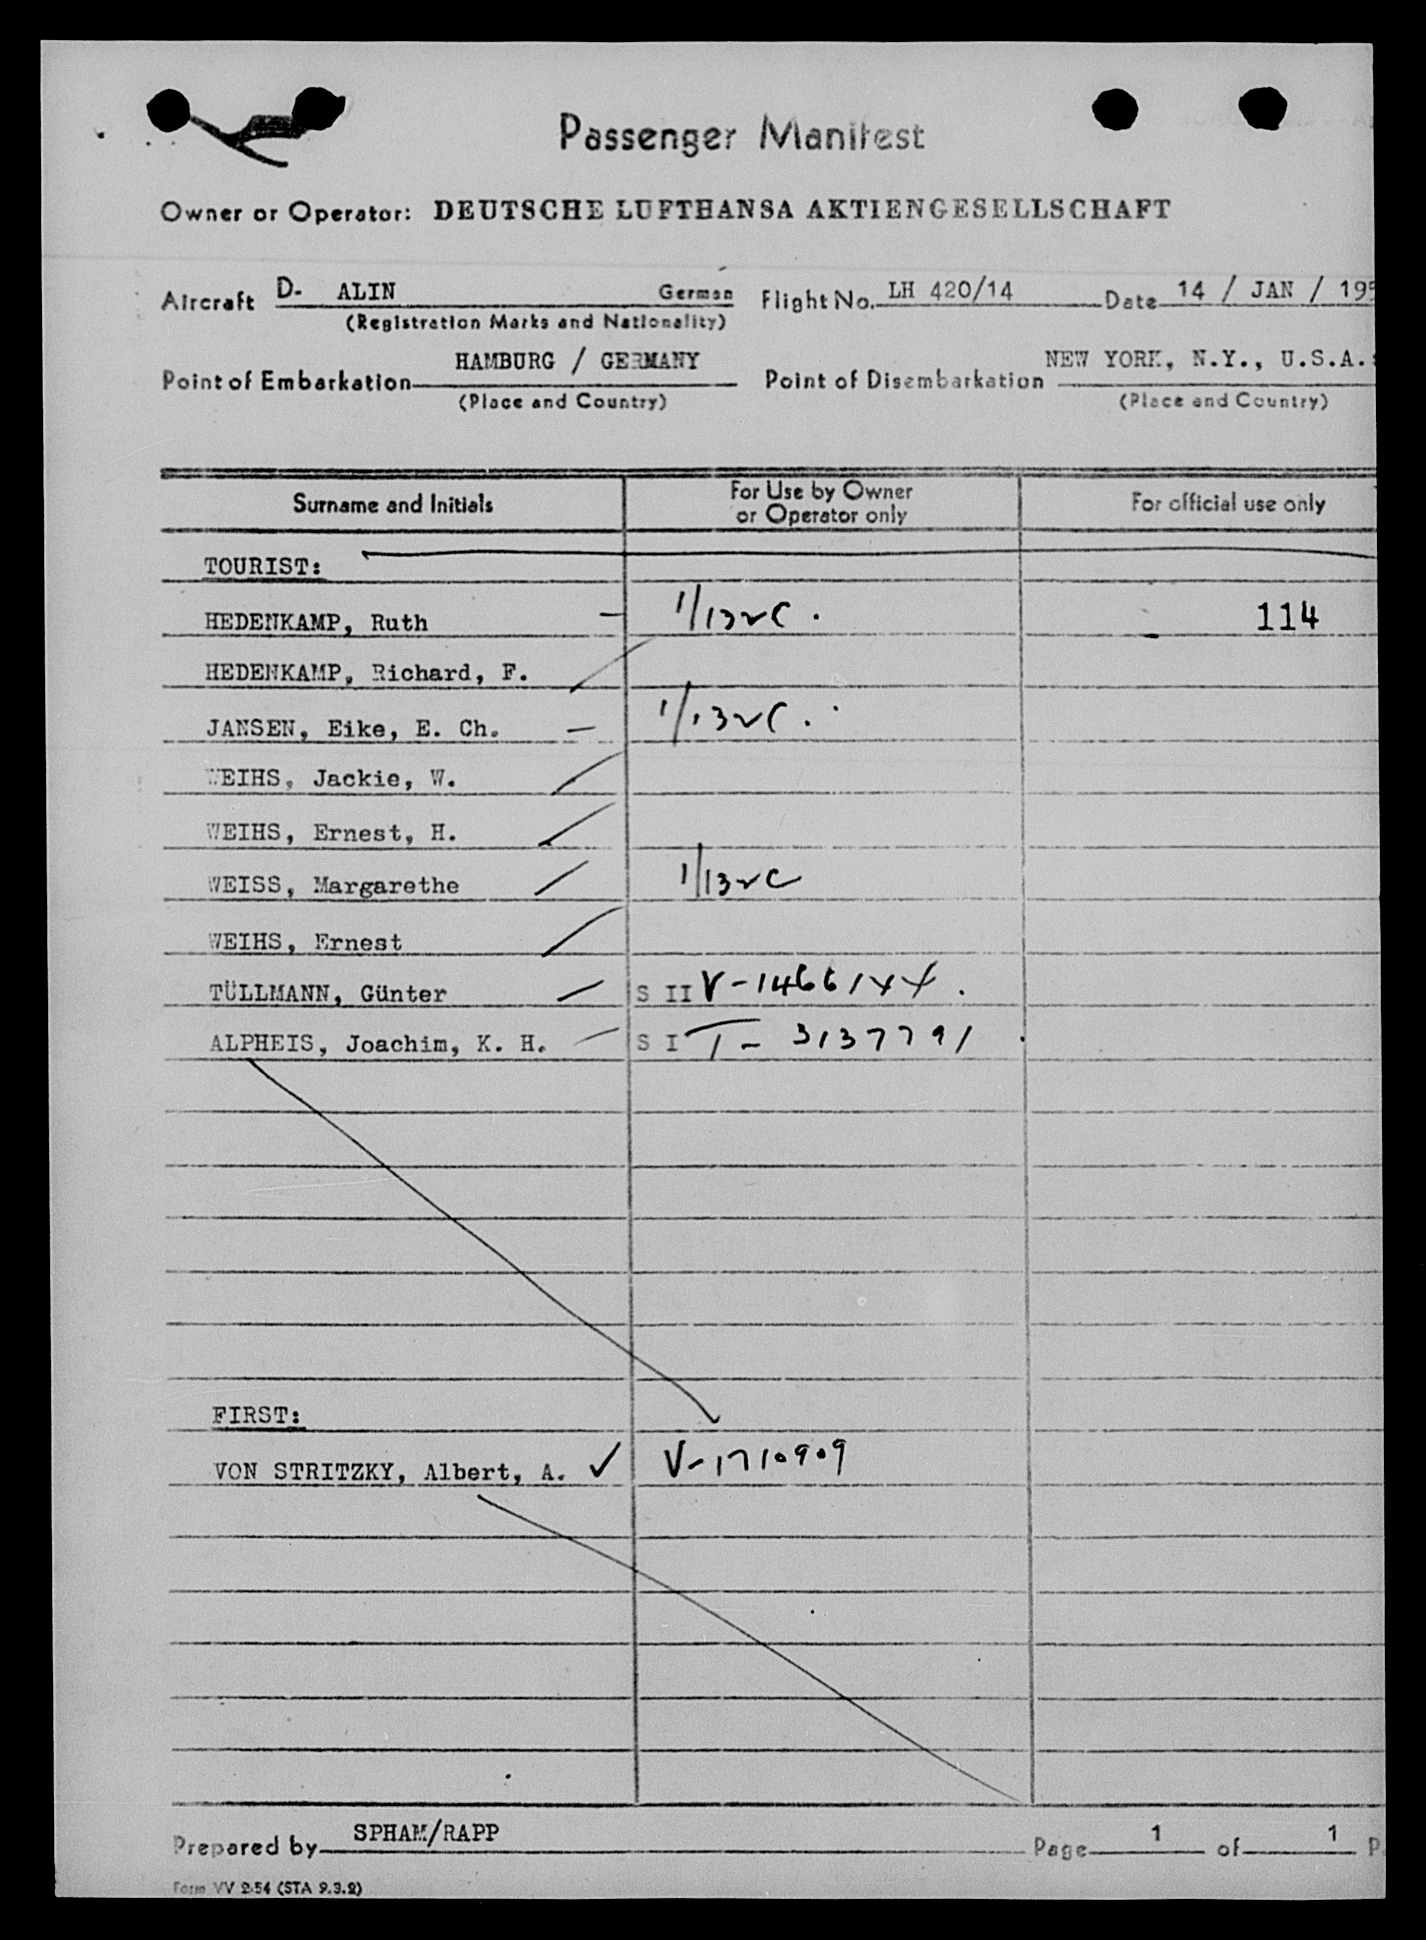 Passenger Manifest
Owner or Operator: DEUTSCHE LUFTHANSA AKTIENGESELLSCHAFT
Aircraft D- ALIN German Flight No. LH 420/14 Date 14 / JAN / 195
(Registration Marks and Nationality)
HAMBURG / GERMANY NEW YORK, N.Y., U.S.A.
Point of Embarkation Point of Disembarkation
(Place and Country) (Place and Country)
Surname and Initials For Use by Owner or Operator only For official use only
TOURIST:
HEDENKAMP, Ruth - 1/132c . 114
HEDENKAMP, Richard, F.
JANSEN, Eike, E. Ch. - 1/132c .
WEIHS, Jackie, W.
WEIHS, Ernest, H.
WEISS, Margarethe 1/132c
WEIHS, Ernest
TÜLLMANN, Günter S II V-1466144 .
ALPHEIS, Joachim, K. H. S I T- 3137791
FIRST:
VON STRITZKY, Albert, A. ✓ V-1710909
Prepared by SPHAM/RAPP Page 1 of 1 P
Form VV 2-54 (STA 9.3.2)